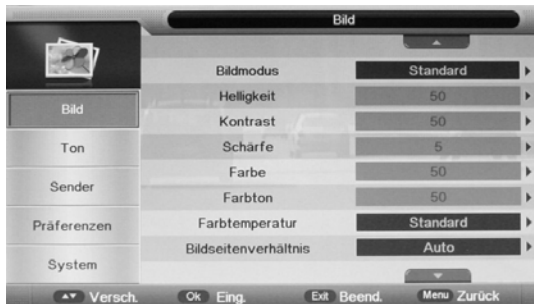 Bild
Bildmodus Standard
Helligkeit 50
Kontrast 50
Schärfe 5
Farbe 50
Farbton 50
Farbtemperatur Standard
Bildseitenverhältnis Auto
Bild
Ton
Sender
Präferenzen
System
Versch. Ok Eing. Exit Beend. Menu Zurück